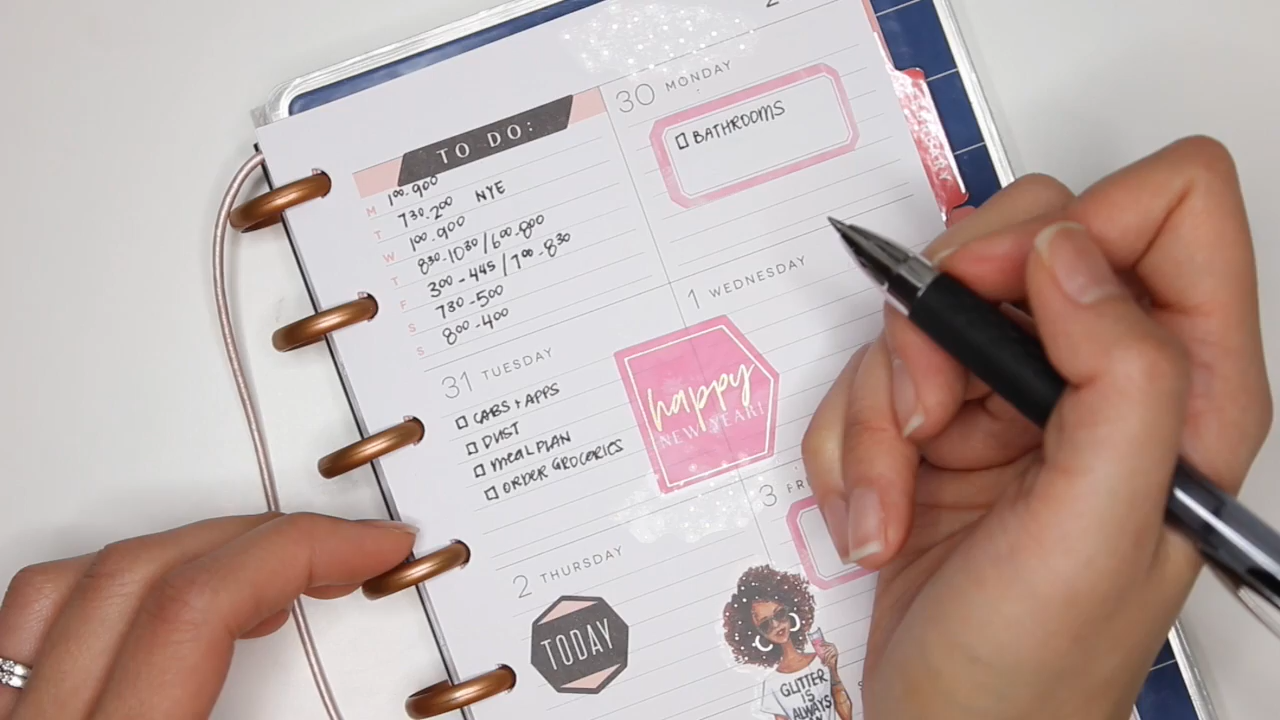 TO DO:
M 1⁰⁰-9⁰⁰
T 7³⁰-2⁰⁰ NYE
W 1⁰⁰-9⁰⁰
T 8³⁰-10³⁰/6⁰⁰-8⁰⁰
F 3⁰⁰-4⁴⁵/7⁰⁰-8³⁰
S 7³⁰-5⁰⁰
S 8⁰⁰-4⁰⁰
30 MONDAY
BATHROOMS
31 TUESDAY
CABS + APPS
DUST
MEAL PLAN
ORDER GROCERIES
1 WEDNESDAY
happy
NEW YEAR!
2 THURSDAY
TODAY
3 FR
GLITTER
IS
ALWAYS